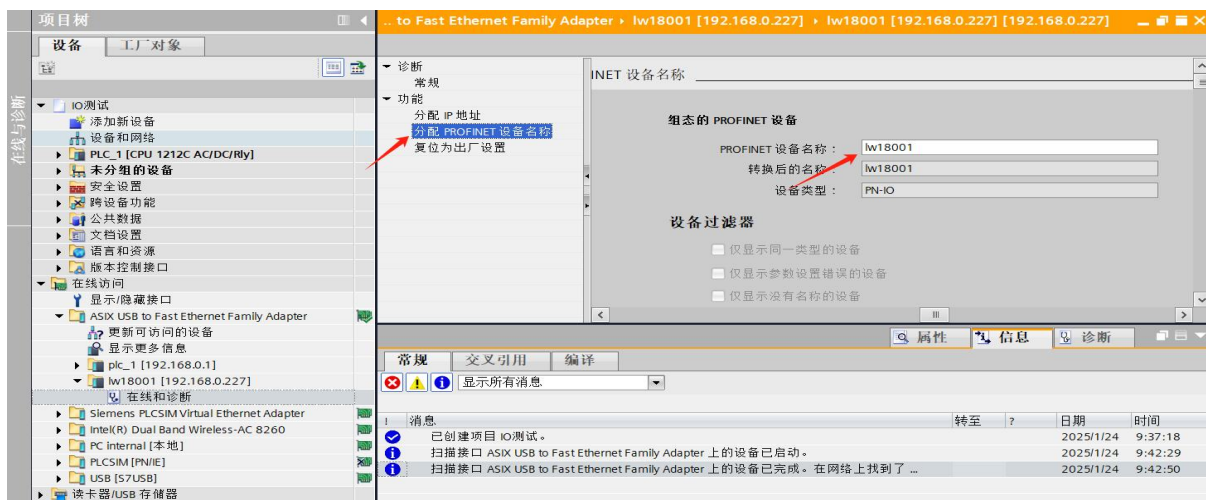 项目树
.. to Fast Ethernet Family Adapter ▸ lw18001 [192.168.0.227] ▸ lw18001 [192.168.0.227] [192.168.0.227]
设备
工厂对象
在线与诊断
IO测试
添加新设备
设备和网络
PLC_1 [CPU 1212C AC/DC/Rly]
未分组的设备
安全设置
跨设备功能
公共数据
文档设置
语言和资源
版本控制接口
在线访问
显示/隐藏接口
ASIX USB to Fast Ethernet Family Adapter
更新可访问的设备
显示更多信息
plc_1 [192.168.0.1]
lw18001 [192.168.0.227]
在线和诊断
Siemens PLCSIM Virtual Ethernet Adapter
Intel(R) Dual Band Wireless-AC 8260
PC internal [本地]
PLCSIM [PN/IE]
USB [S7USB]
读卡器/USB 存储器
诊断
常规
功能
分配 IP 地址
分配 PROFINET 设备名称
复位为出厂设置
INET 设备名称
组态的 PROFINET 设备
PROFINET 设备名称： lw18001
转换后的名称： lw18001
设备类型： PN-IO
设备过滤器
仅显示同一类型的设备
仅显示参数设置错误的设备
仅显示没有名称的设备
属性 信息 诊断
常规 交叉引用 编译
显示所有消息
! 消息 转至 ? 日期 时间
已创建项目 IO测试。 2025/1/24 9:37:18
扫描接口 ASIX USB to Fast Ethernet Family Adapter 上的设备已启动。 2025/1/24 9:42:29
扫描接口 ASIX USB to Fast Ethernet Family Adapter 上的设备已完成。在网络上找到了 ... 2025/1/24 9:42:50